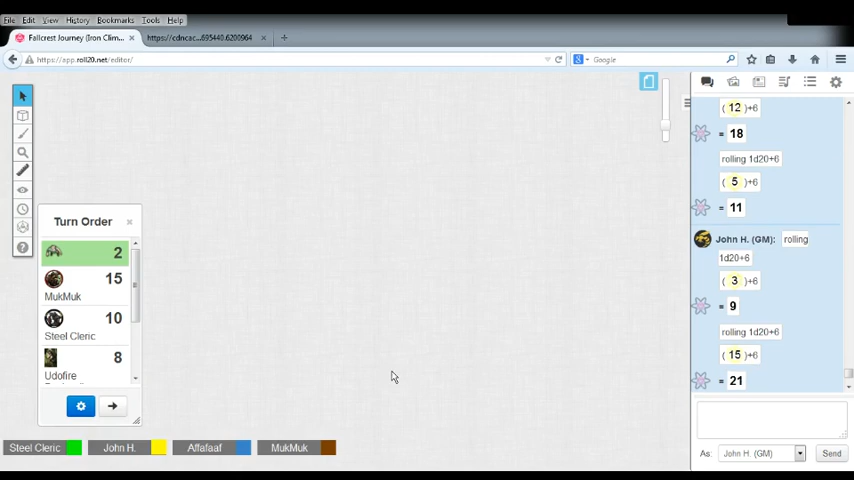 File Edit View History Bookmarks Tools Help
Fallcrest Journey (Iron Clim... × https://cdncac...695440.6200964 × +
https://app.roll20.net/editor/ Google
Turn Order ×
2
15
MukMuk
10
Steel Cleric
8
Udofire
(12)+6
= 18
rolling 1d20+6
(5)+6
= 11
John H. (GM): rolling
1d20+6
(3)+6
= 9
rolling 1d20+6
(15)+6
= 21
As: John H. (GM) Send
Steel Cleric John H. Affafaaf MukMuk